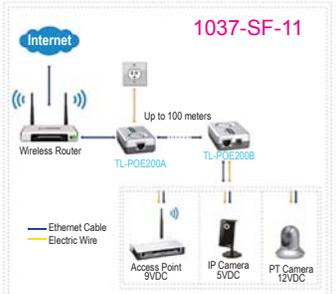 1037-SF-11
Internet
Up to 100 meters
Wireless Router
TL-POE200A
TL-POE200B
Ethernet Cable
Electric Wire
Access Point
9VDC
IP Camera
5VDC
PT Camera
12VDC